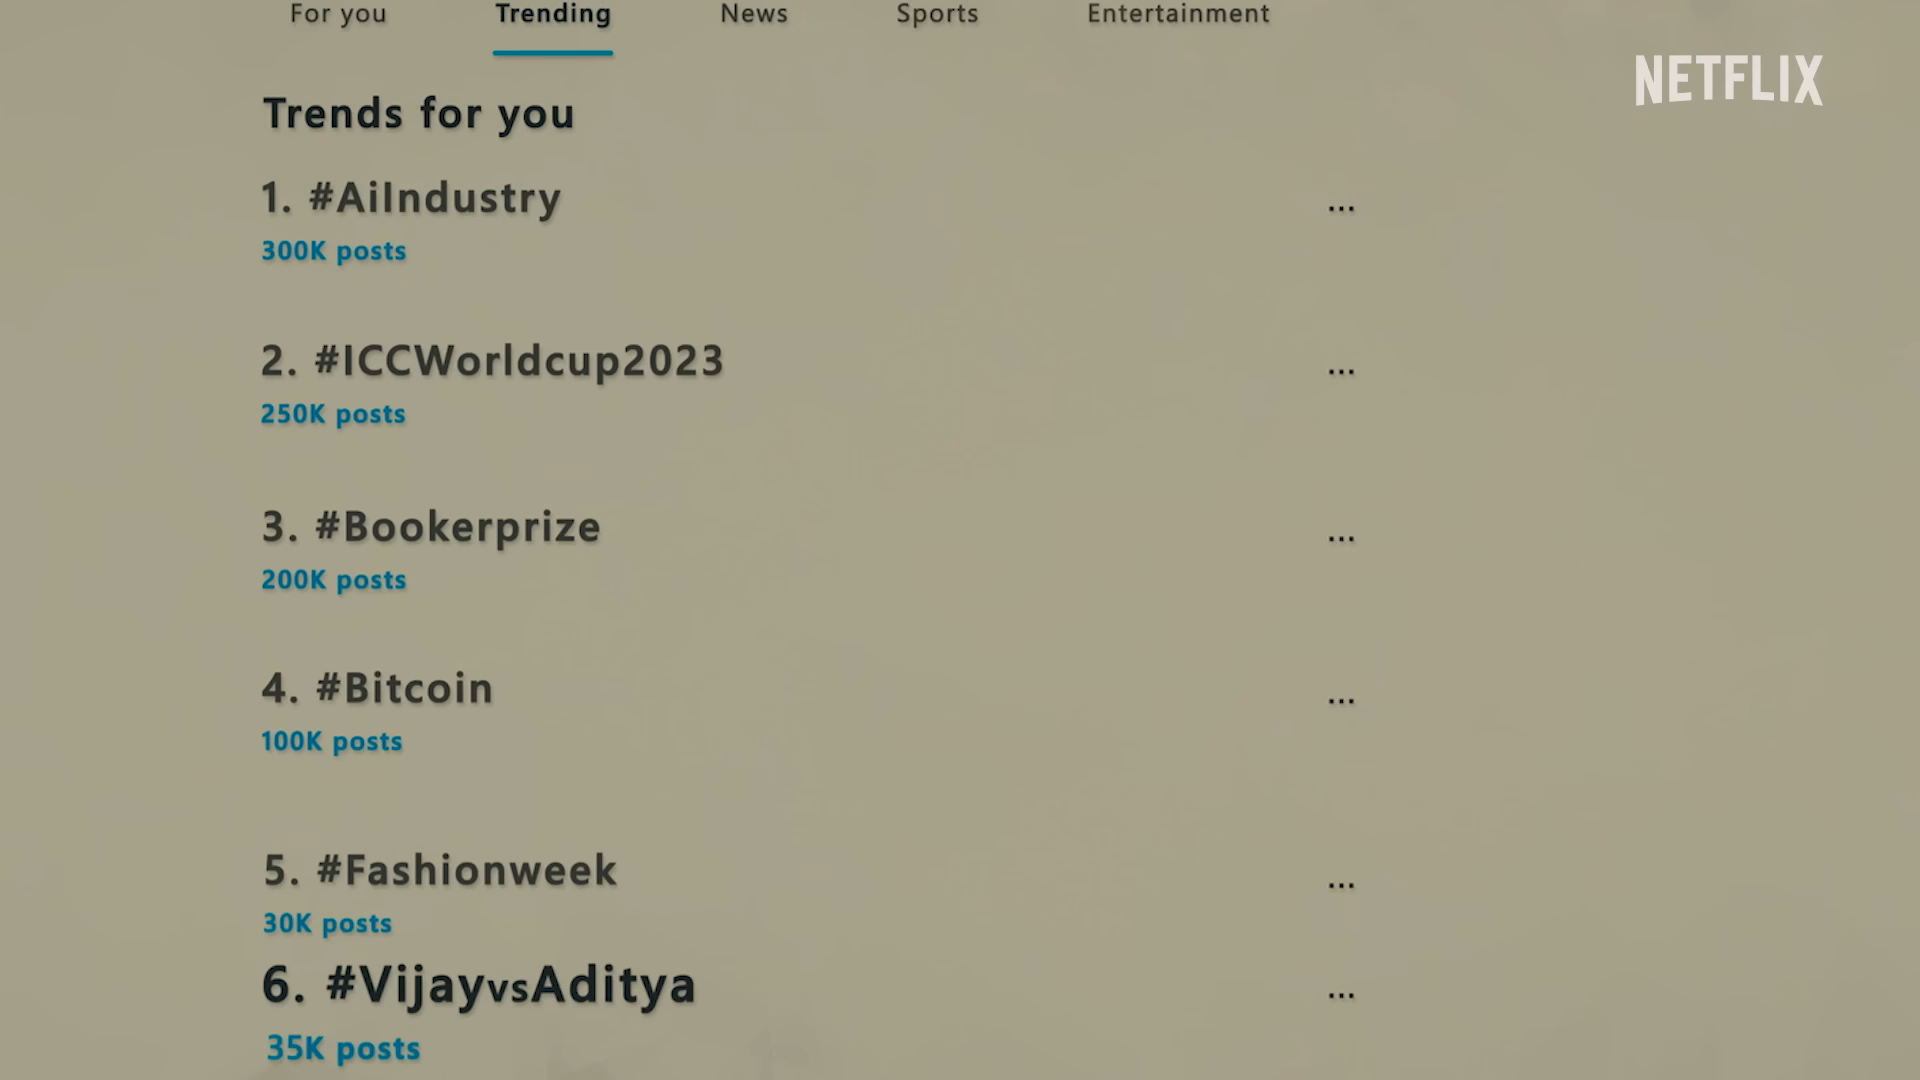 For you Trending News Sports Entertainment
NETFLIX
Trends for you
1. #AiIndustry ...
300K posts
2. #ICCWorldcup2023 ...
250K posts
3. #Bookerprize ...
200K posts
4. #Bitcoin ...
100K posts
5. #Fashionweek ...
30K posts
6. #VijayvsAditya ...
35K posts